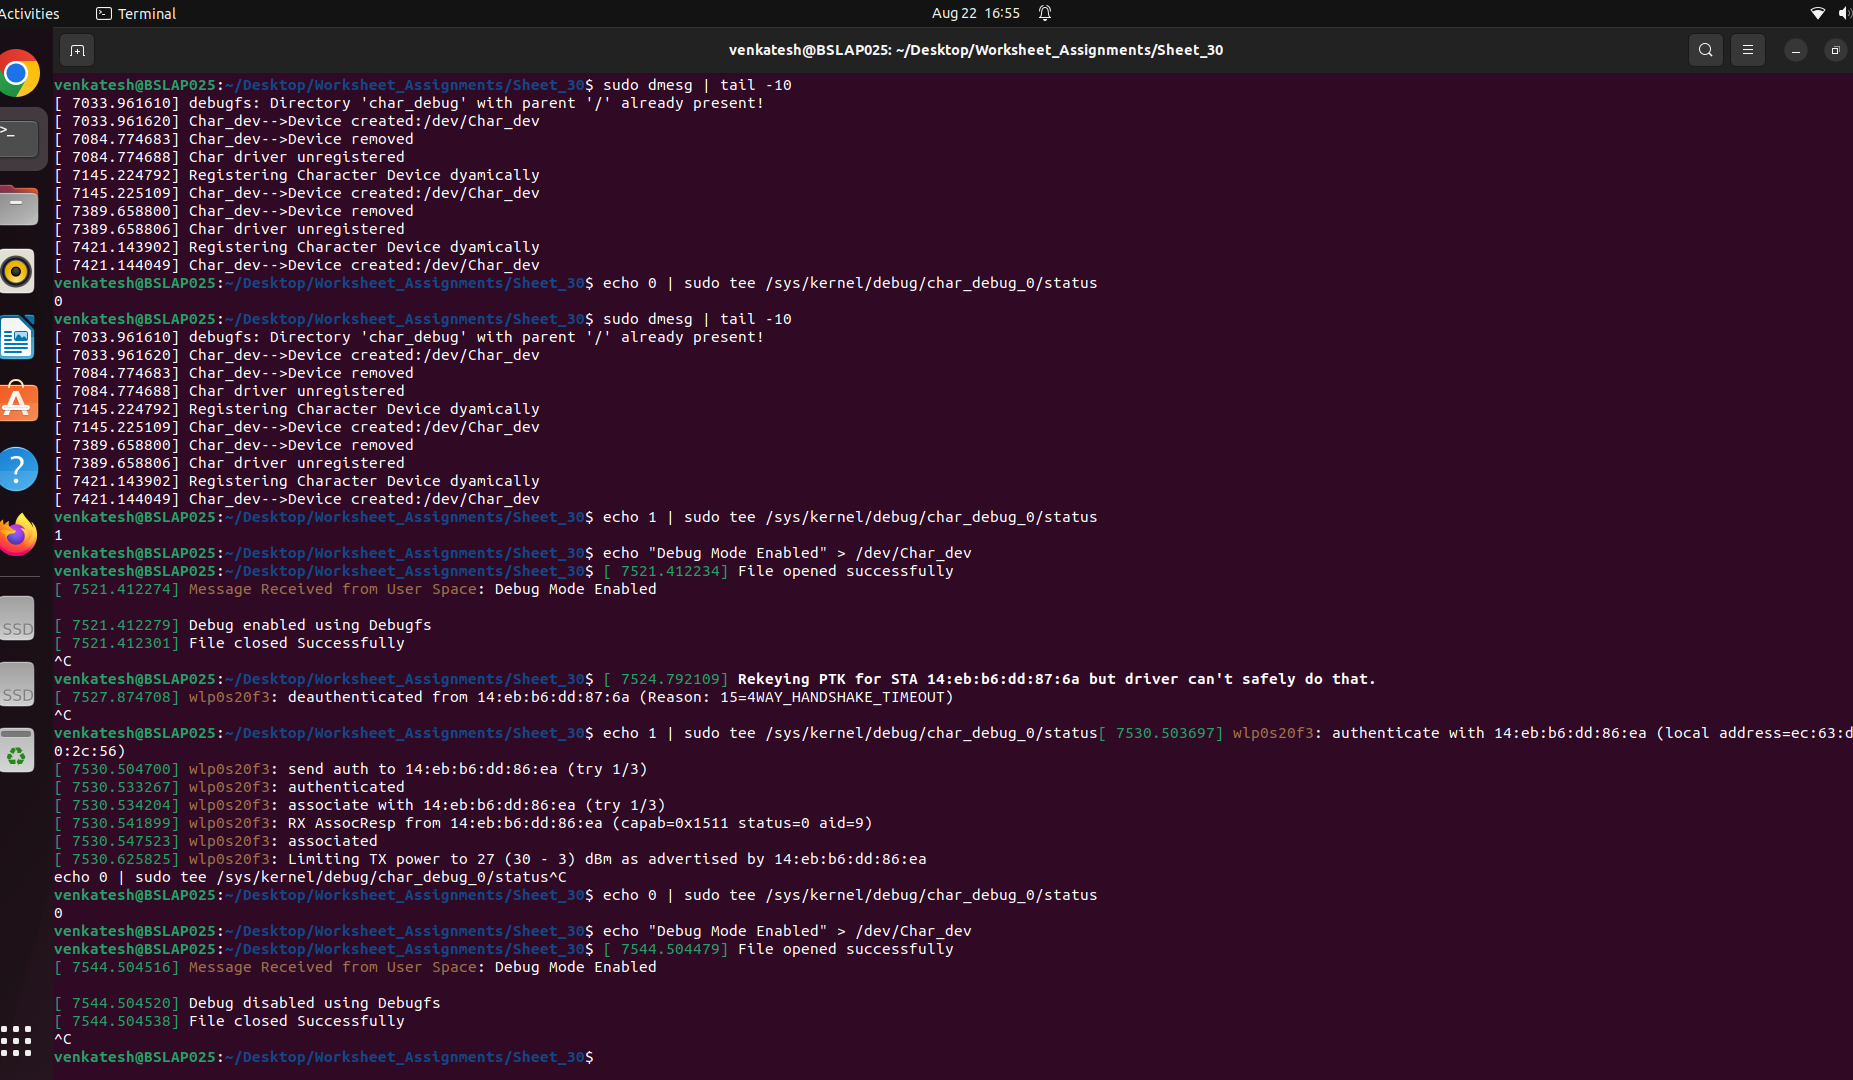 Activities
Terminal
Aug 22 16:55
venkatesh@BSLAP025: ~/Desktop/Worksheet_Assignments/Sheet_30
venkatesh@BSLAP025:~/Desktop/Worksheet_Assignments/Sheet_30$ sudo dmesg | tail -10
[ 7033.961610] debugfs: Directory 'char_debug' with parent '/' already present!
[ 7033.961620] Char_dev-->Device created:/dev/Char_dev
[ 7084.774683] Char_dev-->Device removed
[ 7084.774688] Char driver unregistered
[ 7145.224792] Registering Character Device dyamically
[ 7145.225109] Char_dev-->Device created:/dev/Char_dev
[ 7389.658800] Char_dev-->Device removed
[ 7389.658806] Char driver unregistered
[ 7421.143902] Registering Character Device dyamically
[ 7421.144049] Char_dev-->Device created:/dev/Char_dev
venkatesh@BSLAP025:~/Desktop/Worksheet_Assignments/Sheet_30$ echo 0 | sudo tee /sys/kernel/debug/char_debug_0/status
0
venkatesh@BSLAP025:~/Desktop/Worksheet_Assignments/Sheet_30$ sudo dmesg | tail -10
[ 7033.961610] debugfs: Directory 'char_debug' with parent '/' already present!
[ 7033.961620] Char_dev-->Device created:/dev/Char_dev
[ 7084.774683] Char_dev-->Device removed
[ 7084.774688] Char driver unregistered
[ 7145.224792] Registering Character Device dyamically
[ 7145.225109] Char_dev-->Device created:/dev/Char_dev
[ 7389.658800] Char_dev-->Device removed
[ 7389.658806] Char driver unregistered
[ 7421.143902] Registering Character Device dyamically
[ 7421.144049] Char_dev-->Device created:/dev/Char_dev
venkatesh@BSLAP025:~/Desktop/Worksheet_Assignments/Sheet_30$ echo 1 | sudo tee /sys/kernel/debug/char_debug_0/status
1
venkatesh@BSLAP025:~/Desktop/Worksheet_Assignments/Sheet_30$ echo "Debug Mode Enabled" > /dev/Char_dev
venkatesh@BSLAP025:~/Desktop/Worksheet_Assignments/Sheet_30$ [ 7521.412234] File opened successfully
[ 7521.412274] Message Received from User Space: Debug Mode Enabled
[ 7521.412279] Debug enabled using Debugfs
[ 7521.412301] File closed Successfully
^C
venkatesh@BSLAP025:~/Desktop/Worksheet_Assignments/Sheet_30$ [ 7524.792109] Rekeying PTK for STA 14:eb:b6:dd:87:6a but driver can't safely do that.
[ 7527.874708] wlp0s20f3: deauthenticated from 14:eb:b6:dd:87:6a (Reason: 15=4WAY_HANDSHAKE_TIMEOUT)
^C
venkatesh@BSLAP025:~/Desktop/Worksheet_Assignments/Sheet_30$ echo 1 | sudo tee /sys/kernel/debug/char_debug_0/status[ 7530.503697] wlp0s20f3: authenticate with 14:eb:b6:dd:86:ea (local address=ec:63:d
0:2c:56)
[ 7530.504700] wlp0s20f3: send auth to 14:eb:b6:dd:86:ea (try 1/3)
[ 7530.533267] wlp0s20f3: authenticated
[ 7530.534204] wlp0s20f3: associate with 14:eb:b6:dd:86:ea (try 1/3)
[ 7530.541899] wlp0s20f3: RX AssocResp from 14:eb:b6:dd:86:ea (capab=0x1511 status=0 aid=9)
[ 7530.547523] wlp0s20f3: associated
[ 7530.625825] wlp0s20f3: Limiting TX power to 27 (30 - 3) dBm as advertised by 14:eb:b6:dd:86:ea
echo 0 | sudo tee /sys/kernel/debug/char_debug_0/status^C
venkatesh@BSLAP025:~/Desktop/Worksheet_Assignments/Sheet_30$ echo 0 | sudo tee /sys/kernel/debug/char_debug_0/status
0
venkatesh@BSLAP025:~/Desktop/Worksheet_Assignments/Sheet_30$ echo "Debug Mode Enabled" > /dev/Char_dev
venkatesh@BSLAP025:~/Desktop/Worksheet_Assignments/Sheet_30$ [ 7544.504479] File opened successfully
[ 7544.504516] Message Received from User Space: Debug Mode Enabled
[ 7544.504520] Debug disabled using Debugfs
[ 7544.504538] File closed Successfully
^C
venkatesh@BSLAP025:~/Desktop/Worksheet_Assignments/Sheet_30$
SSD
SSD